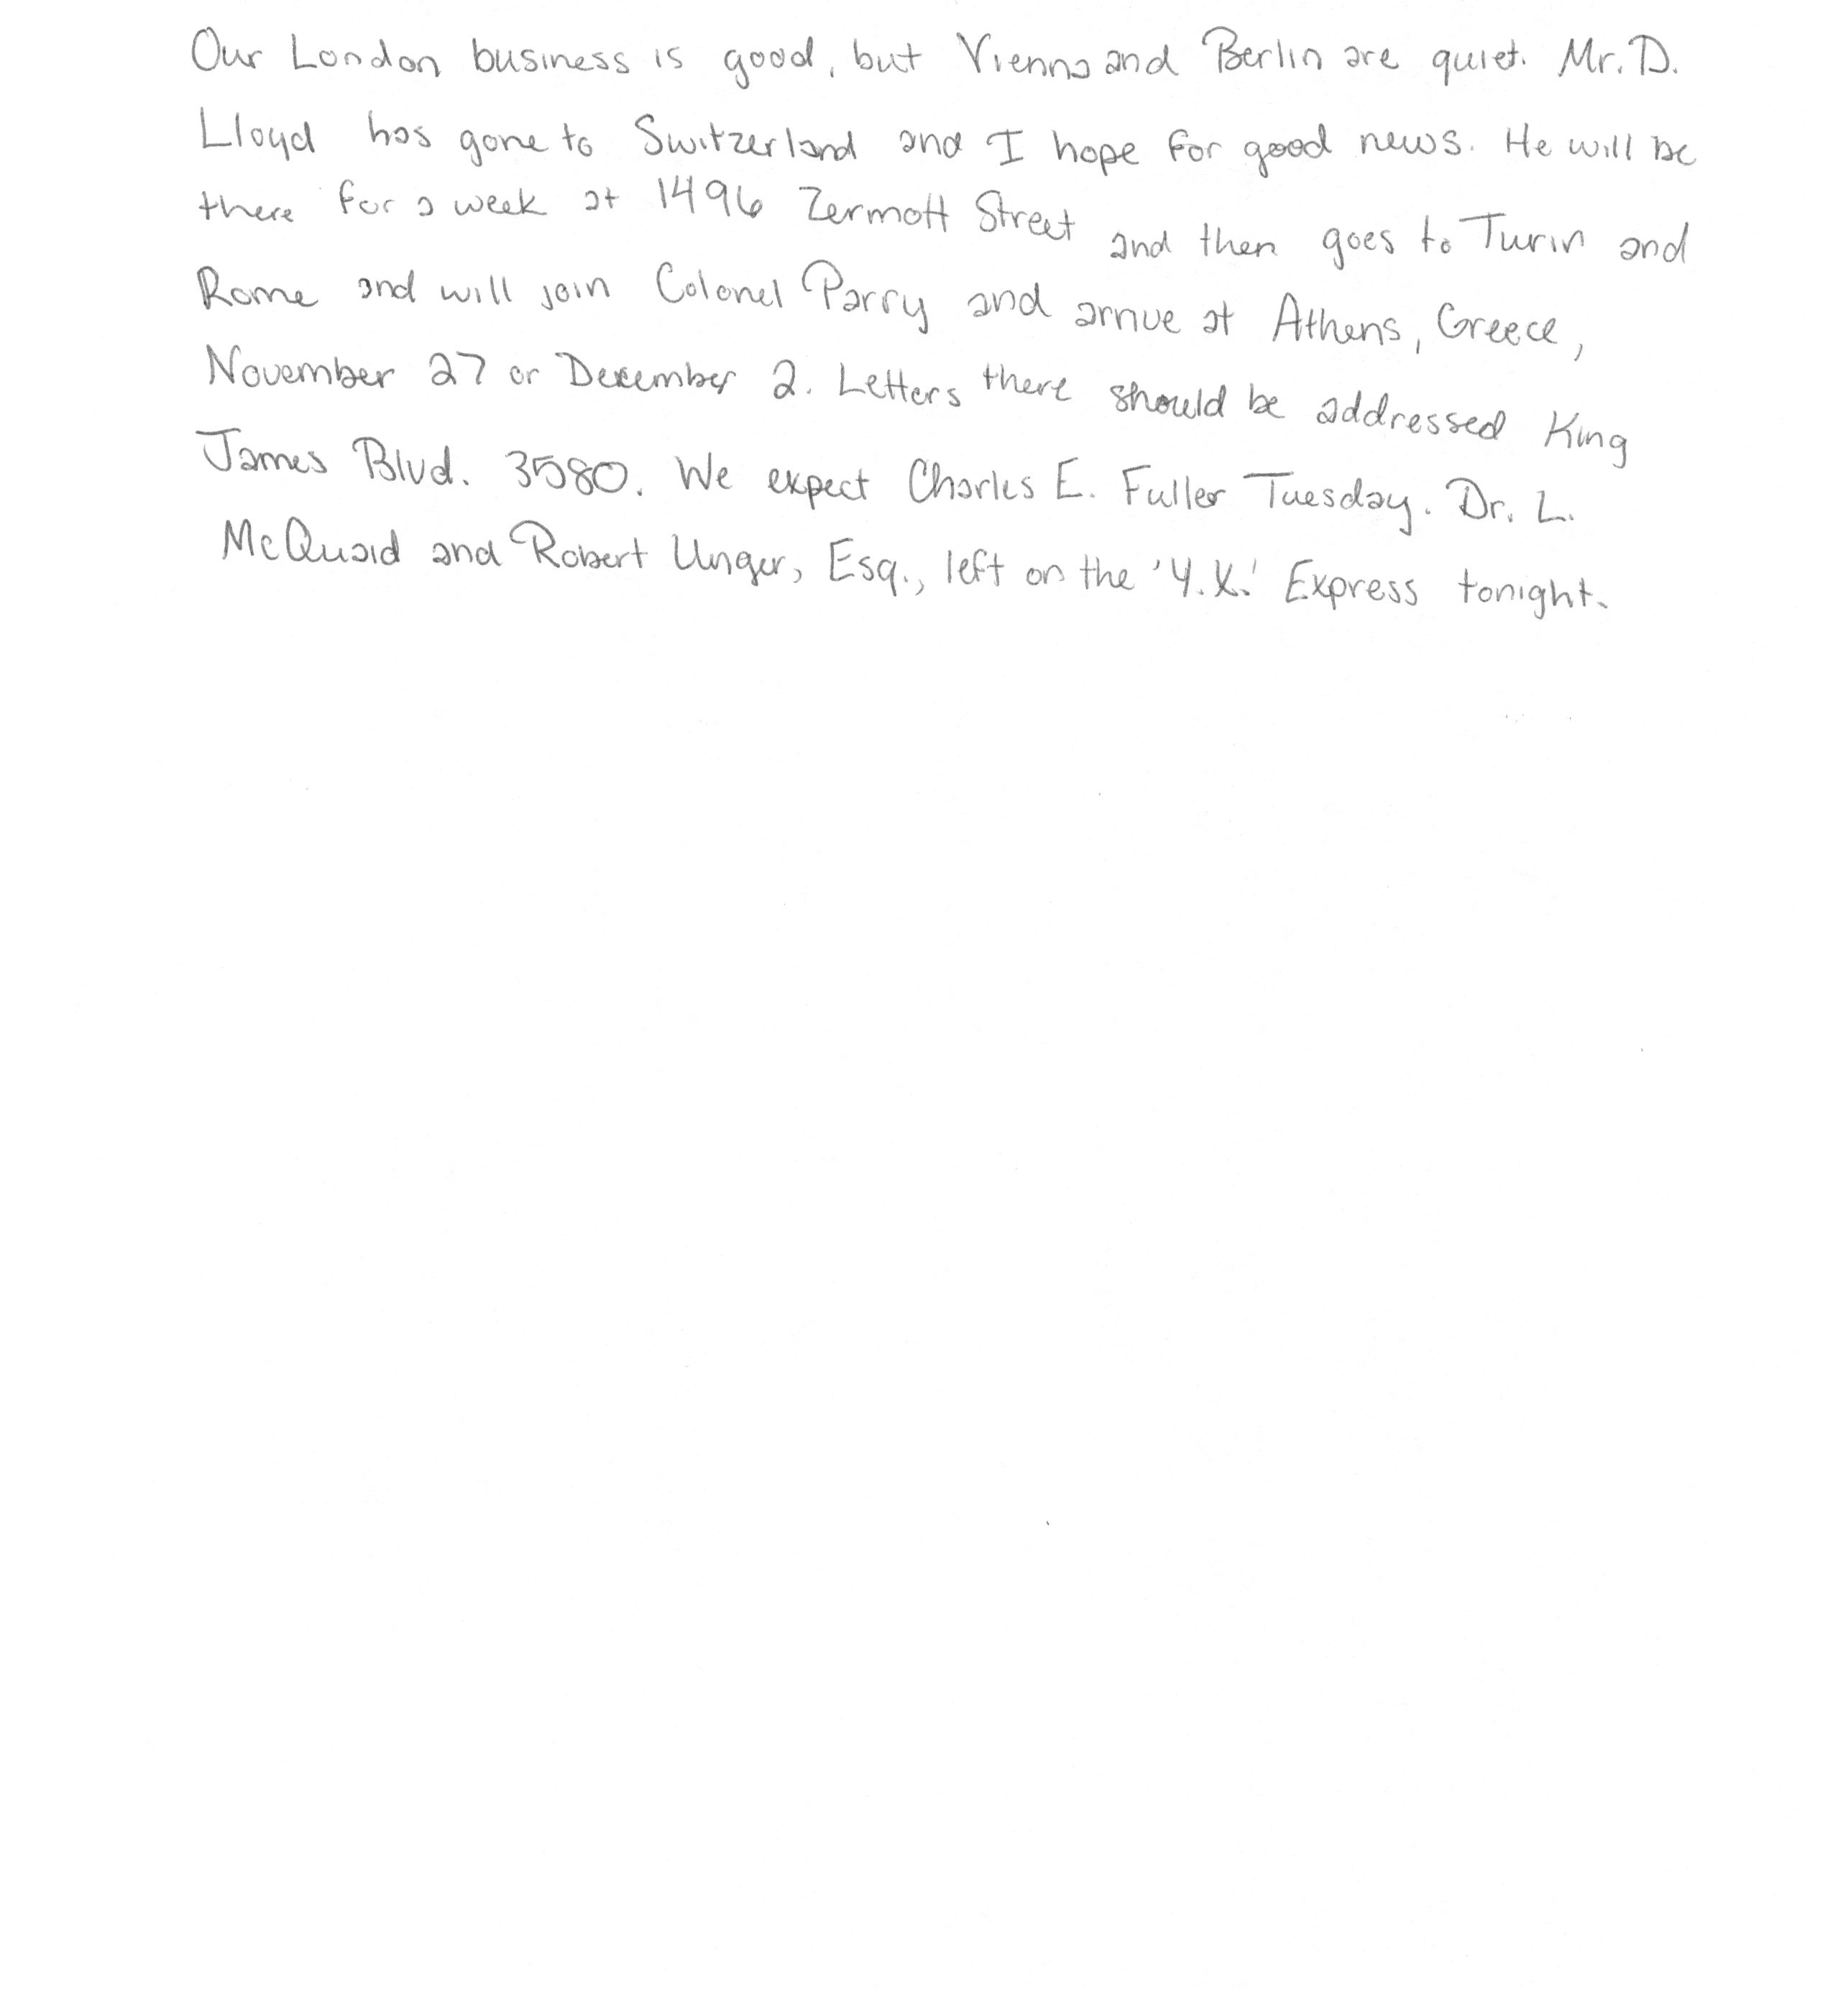 Our London business is good, but Vienna and Berlin are quiet. Mr. D.
Lloyd has gone to Switzerland and I hope for good news. He will be
there for a week at 1496 Zermott Street and then goes to Turin and
Rome and will join Colonel Parry and arrive at Athens, Greece,
November 27 or December 2. Letters there should be addressed King
James Blvd. 3580. We expect Charles E. Fuller Tuesday. Dr. L.
McQuaid and Robert Unger, Esq., left on the 'Y.X.' Express tonight.